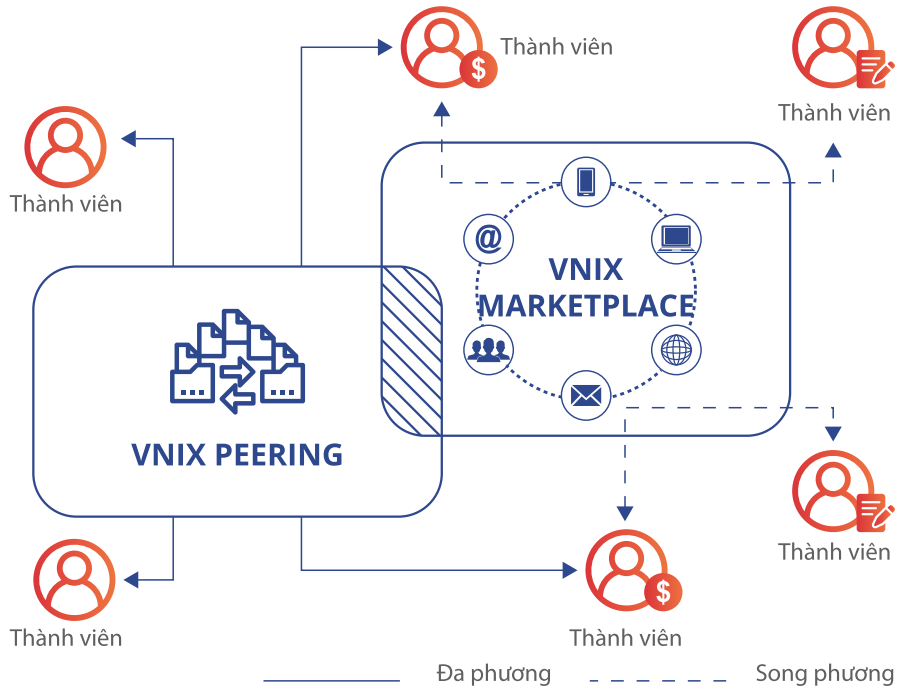 Thành viên
Thành viên
Thành viên
@
VNIX
MARKETPLACE
VNIX PEERING
$
Thành viên
Thành viên
$
Thành viên
Đa phương
Song phương